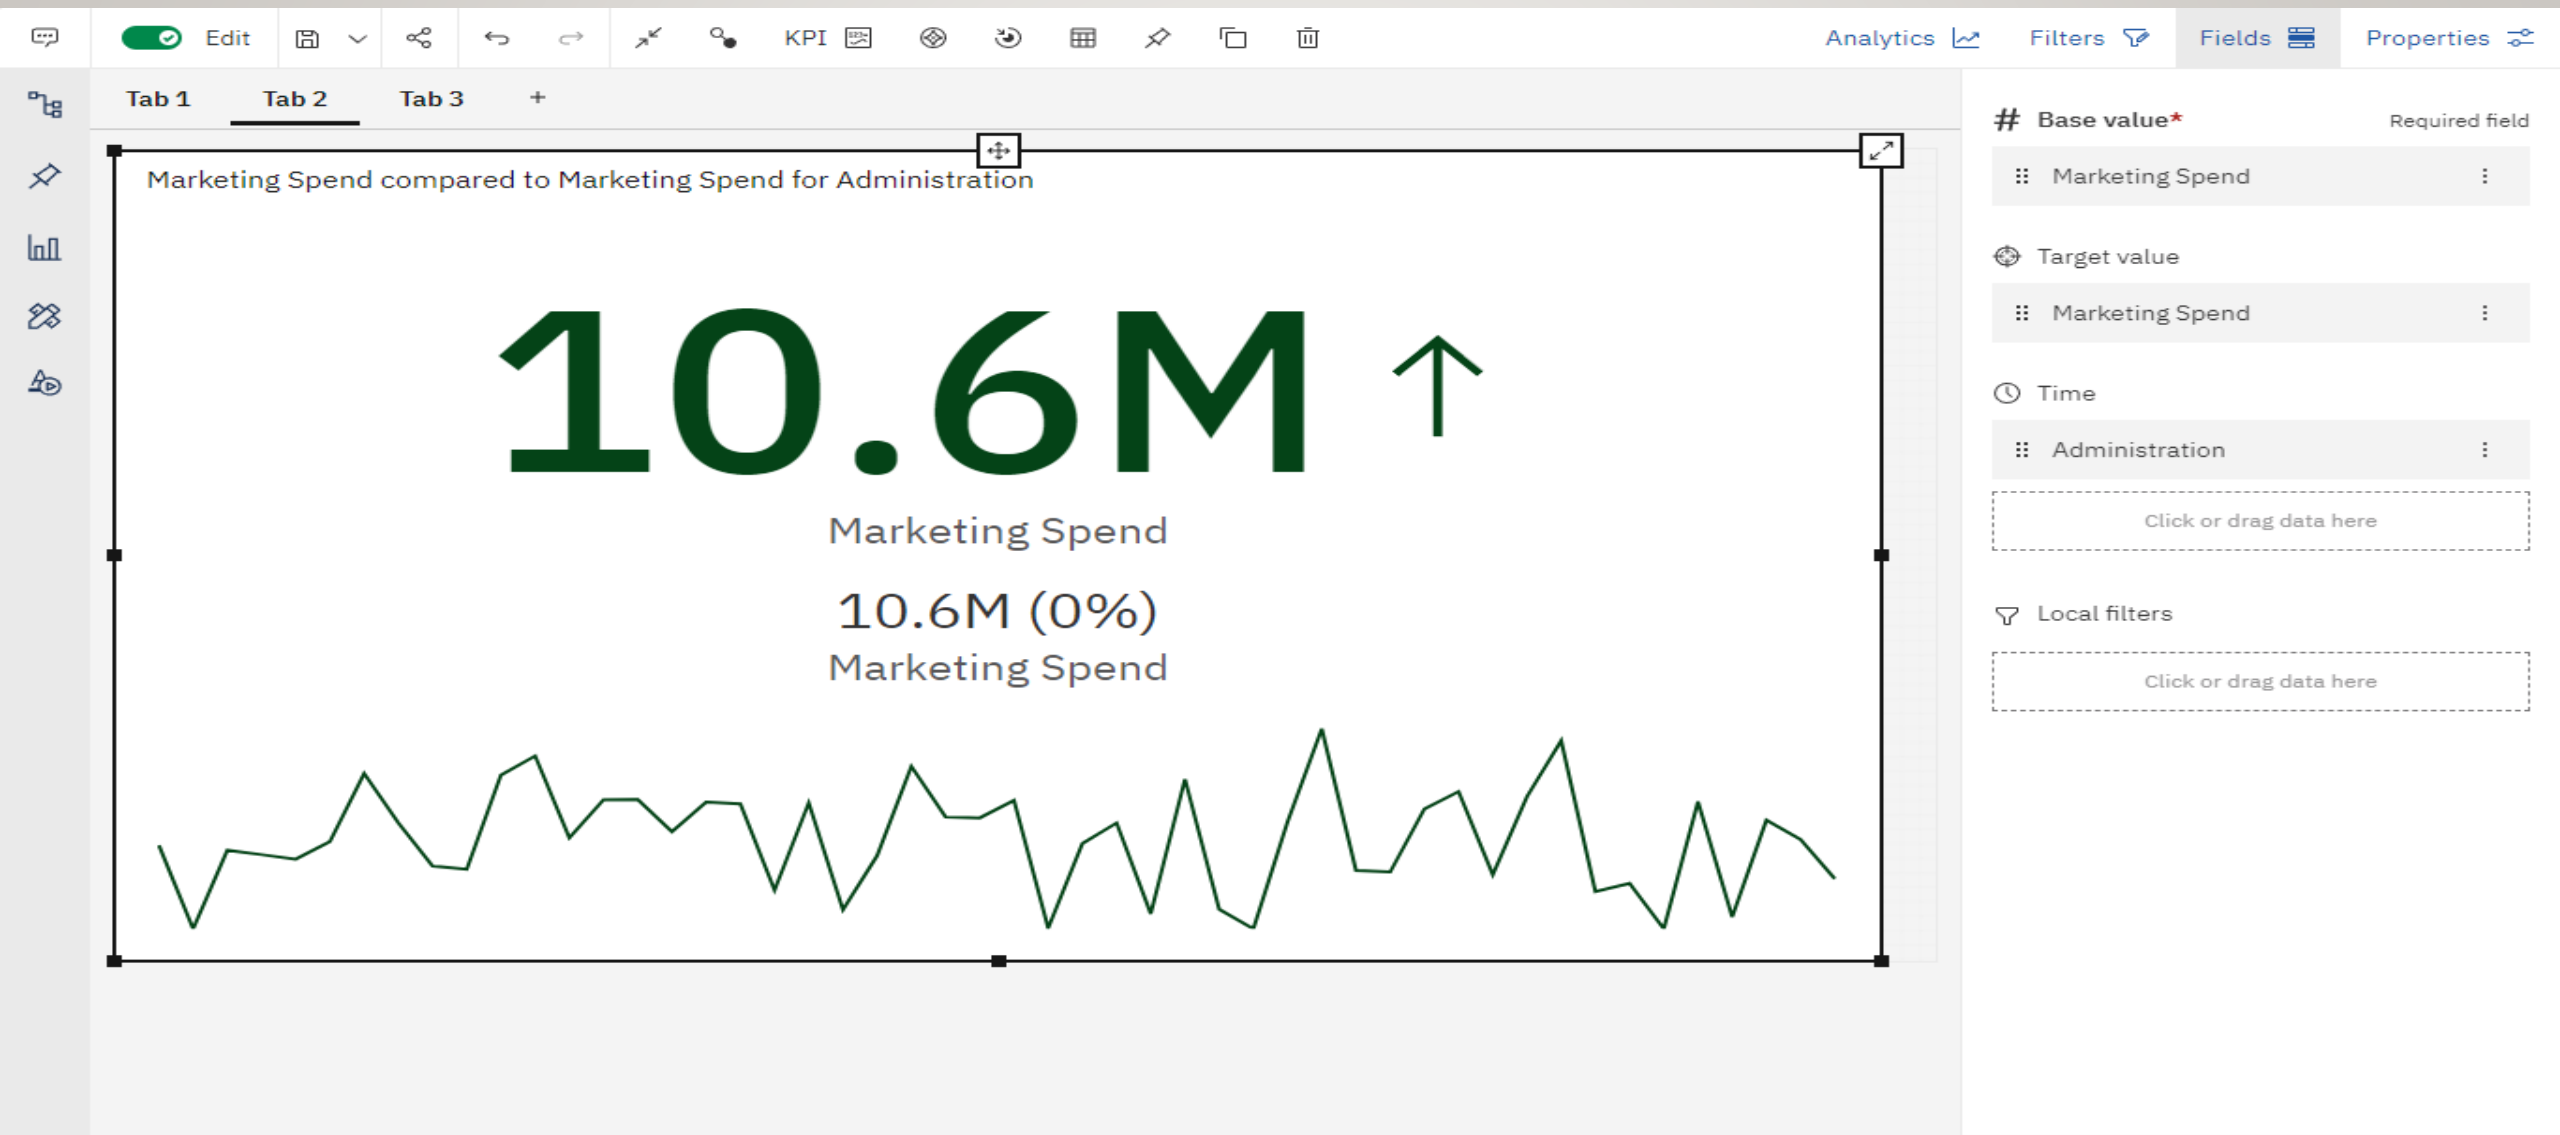 Edit
KPI
Analytics
Filters
Fields
Properties
Tab 1
Tab 2
Tab 3
+
Marketing Spend compared to Marketing Spend for Administration
10.6M ↑
Marketing Spend
10.6M (0%)
Marketing Spend
# Base value*
Required field
Marketing Spend
Target value
Marketing Spend
Time
Administration
Click or drag data here
Local filters
Click or drag data here